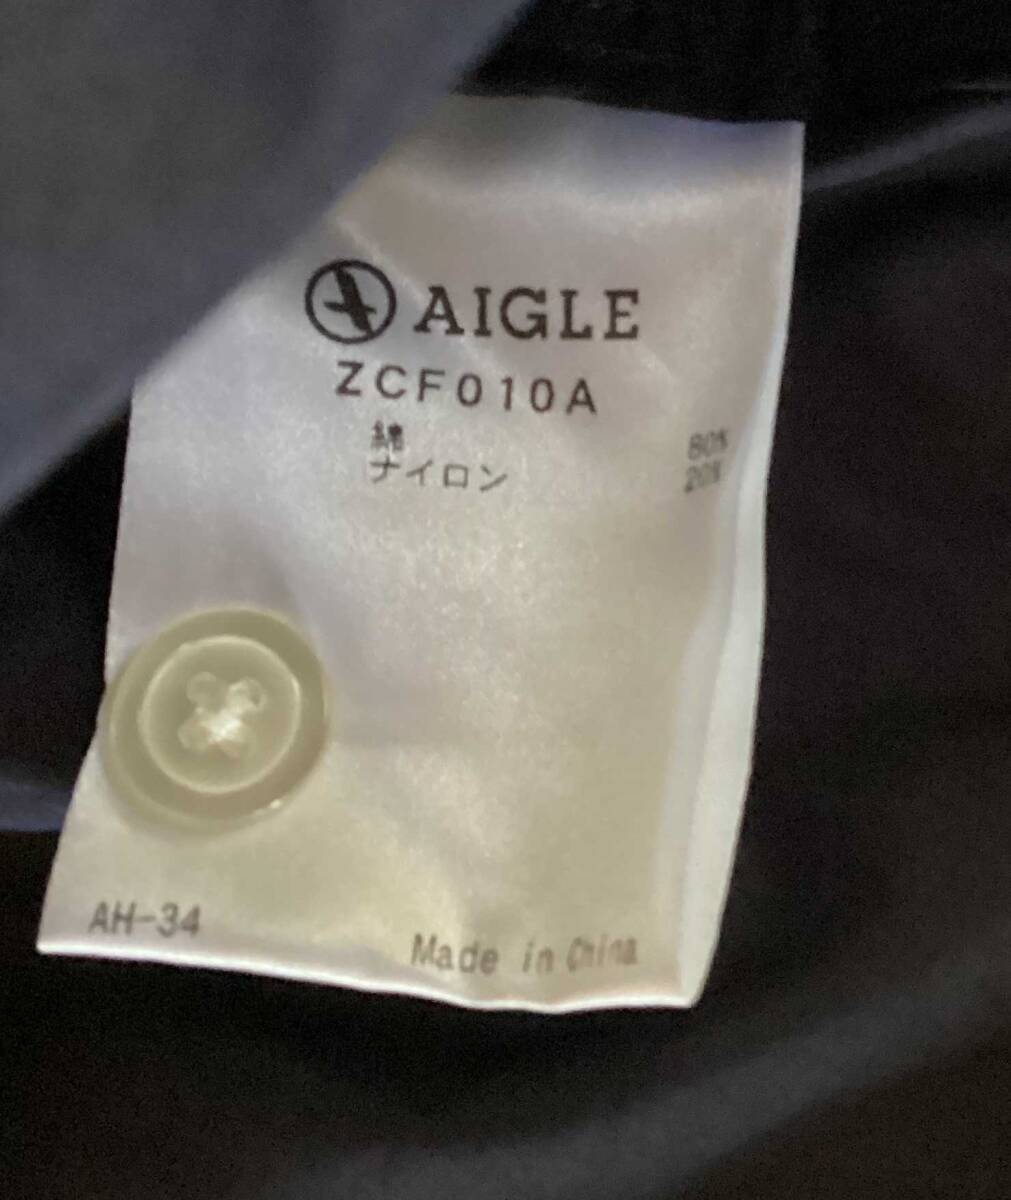 AIGLE
ZCF010A
綿 80%
ナイロン 20%
AH-34
Made in China